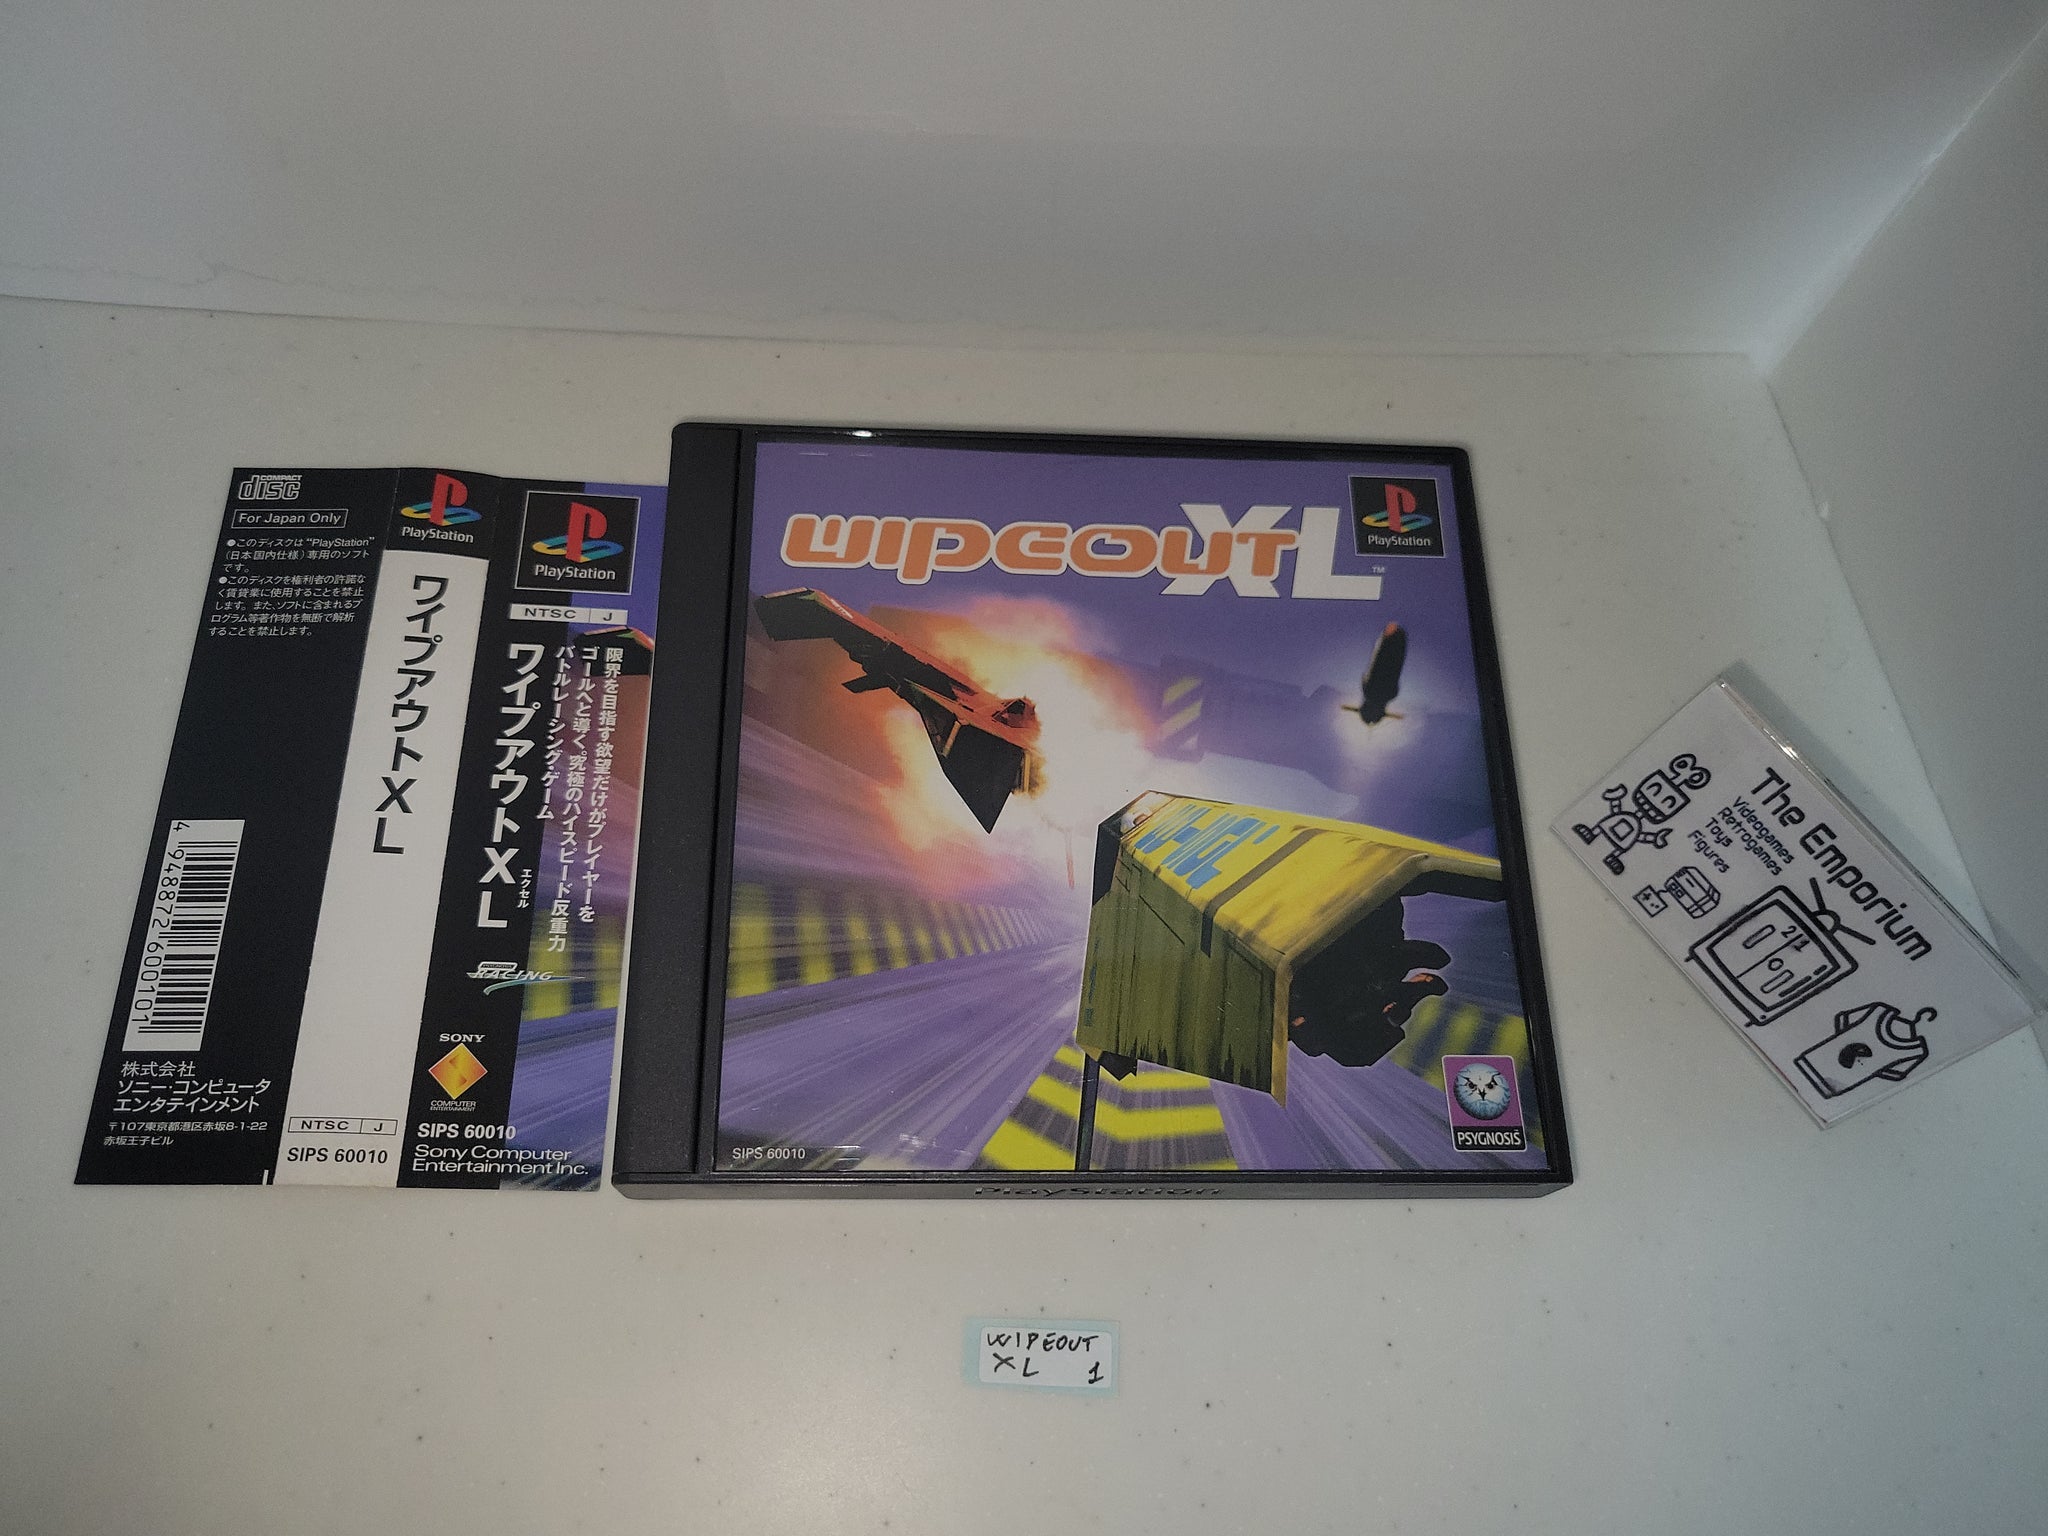 COMPACT
disc
For Japan Only
●このディスクは“PlayStation”
(日本国内仕様)専用のソフト
です。
●このディスクを権利者の許諾な
く賃貸業に使用することを禁止
します。また、ソフトに含まれるプ
ログラム等著作物を無断で解析
することを禁止します。
4 948872 600101
株式会社
ソニー・コンピュータ
エンタテインメント
〒107東京都港区赤坂8-1-22
赤坂王子ビル
PlayStation
ワイプアウトXL
NTSC J
SIPS 60010
PlayStation
NTSC J
限界を目指す欲望だけがプレイヤーを
ゴールへと導く。究極のハイスピード反重力
バトルレーシング・ゲーム
ワイプアウトXL
エクセル
RACING
SONY
COMPUTER
ENTERTAINMENT
SIPS 60010
Sony Computer
Entertainment Inc.
WIPEOUT XL
TM
PlayStation
SIPS 60010
PSYGNOSIS
PlayStation
The Emporium
Videogames
Retrogames
Toys
Figures
WIPEOUT
XL 1